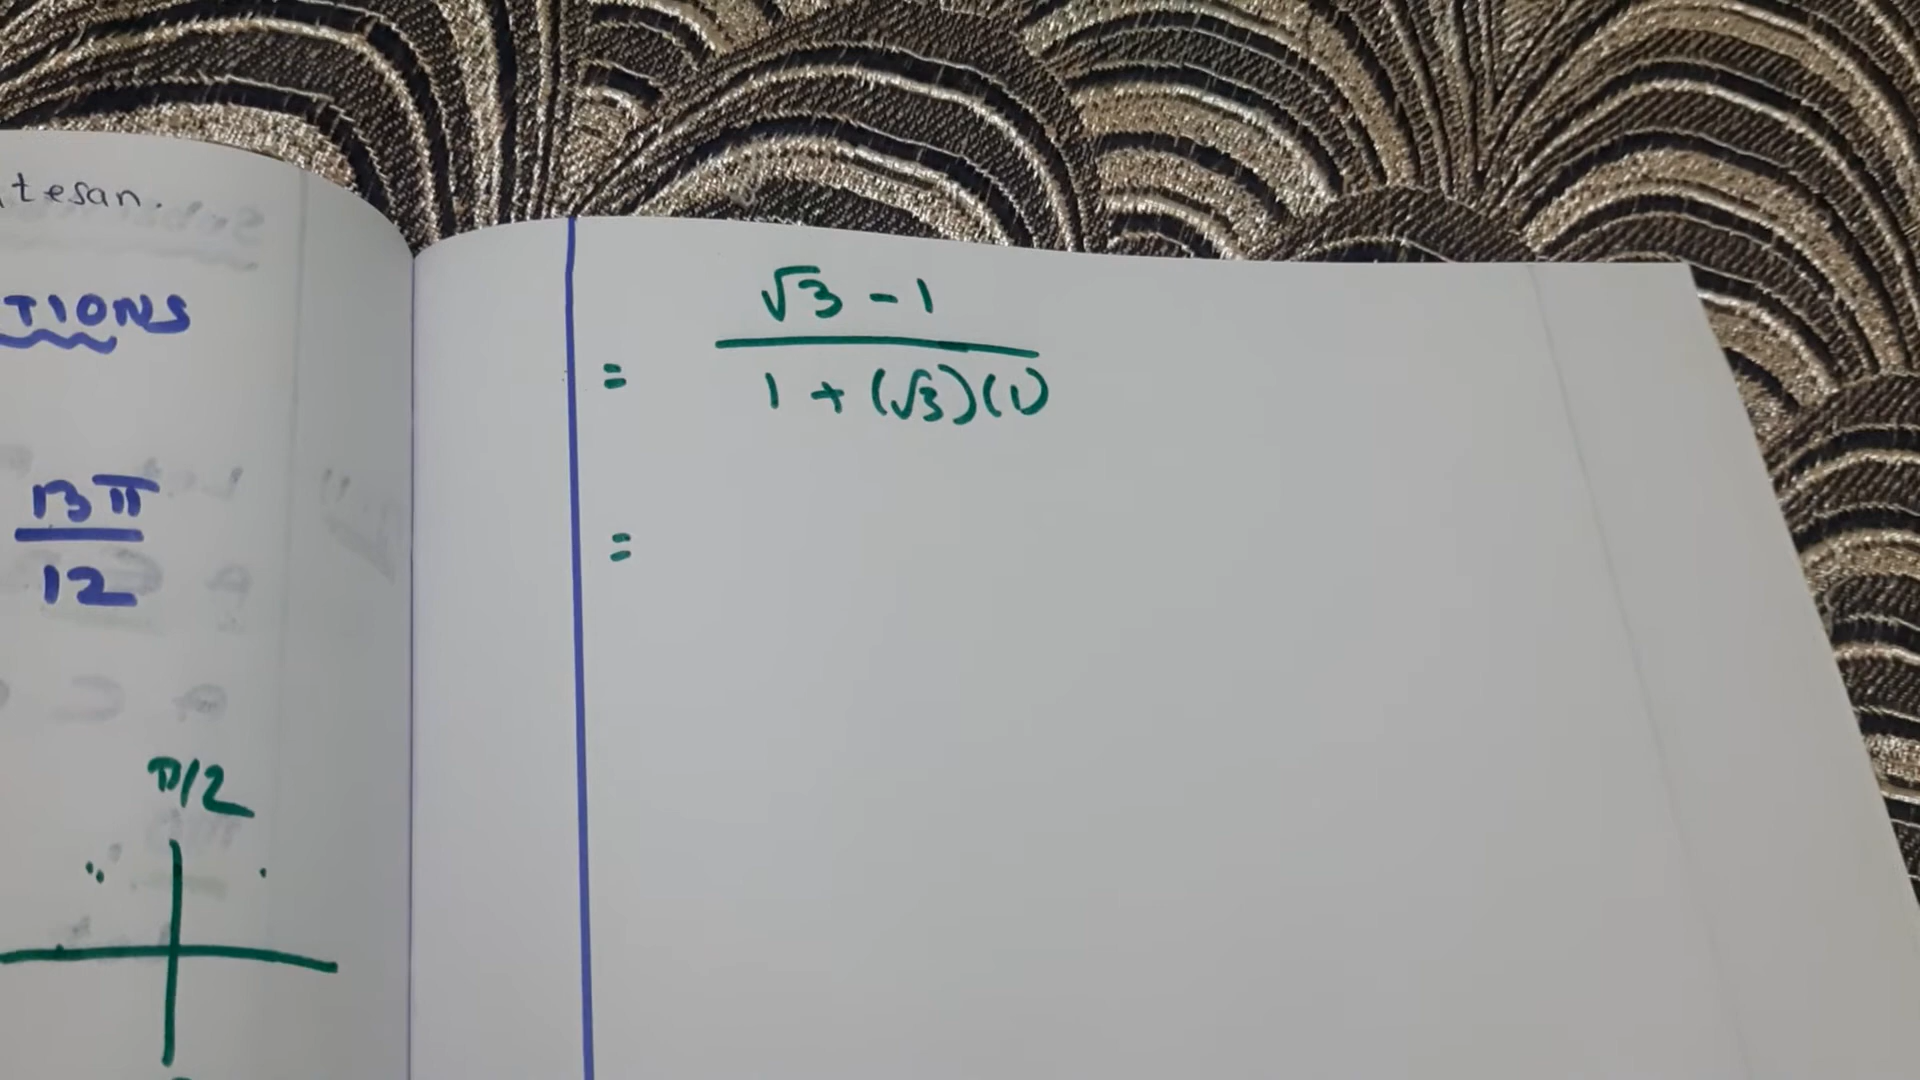 tesan.
TIONS
13π
12
π/2
√3 - 1
= 1 + (√3)(1)
=